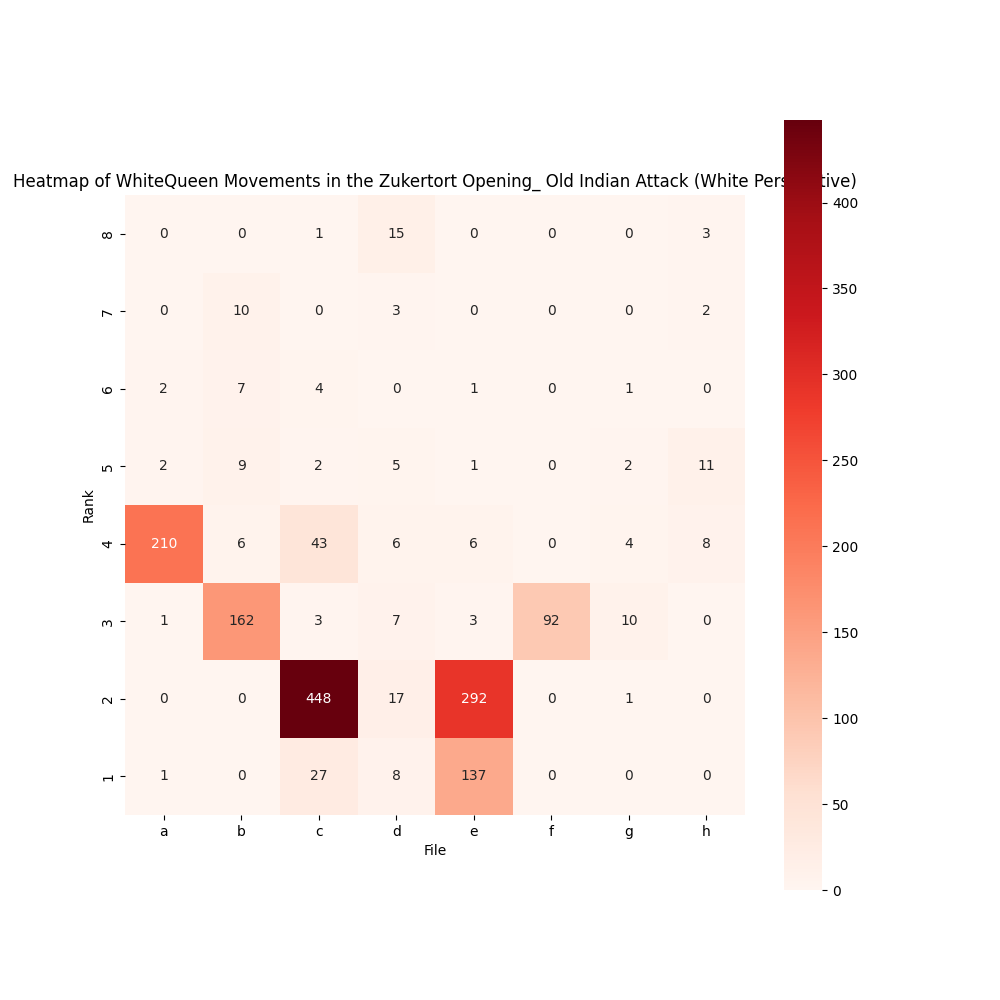 Heatmap of WhiteQueen Movements in the Zukertort Opening_ Old Indian Attack (White Perspective)
8 0 0 1 15 0 0 0 3
7 0 10 0 3 0 0 0 2
6 2 7 4 0 1 0 1 0
5 2 9 2 5 1 0 2 11
Rank
4 210 6 43 6 6 0 4 8
3 1 162 3 7 3 92 10 0
2 0 0 448 17 292 0 1 0
1 1 0 27 8 137 0 0 0
a b c d e f g h
File
400
350
300
250
200
150
100
50
0